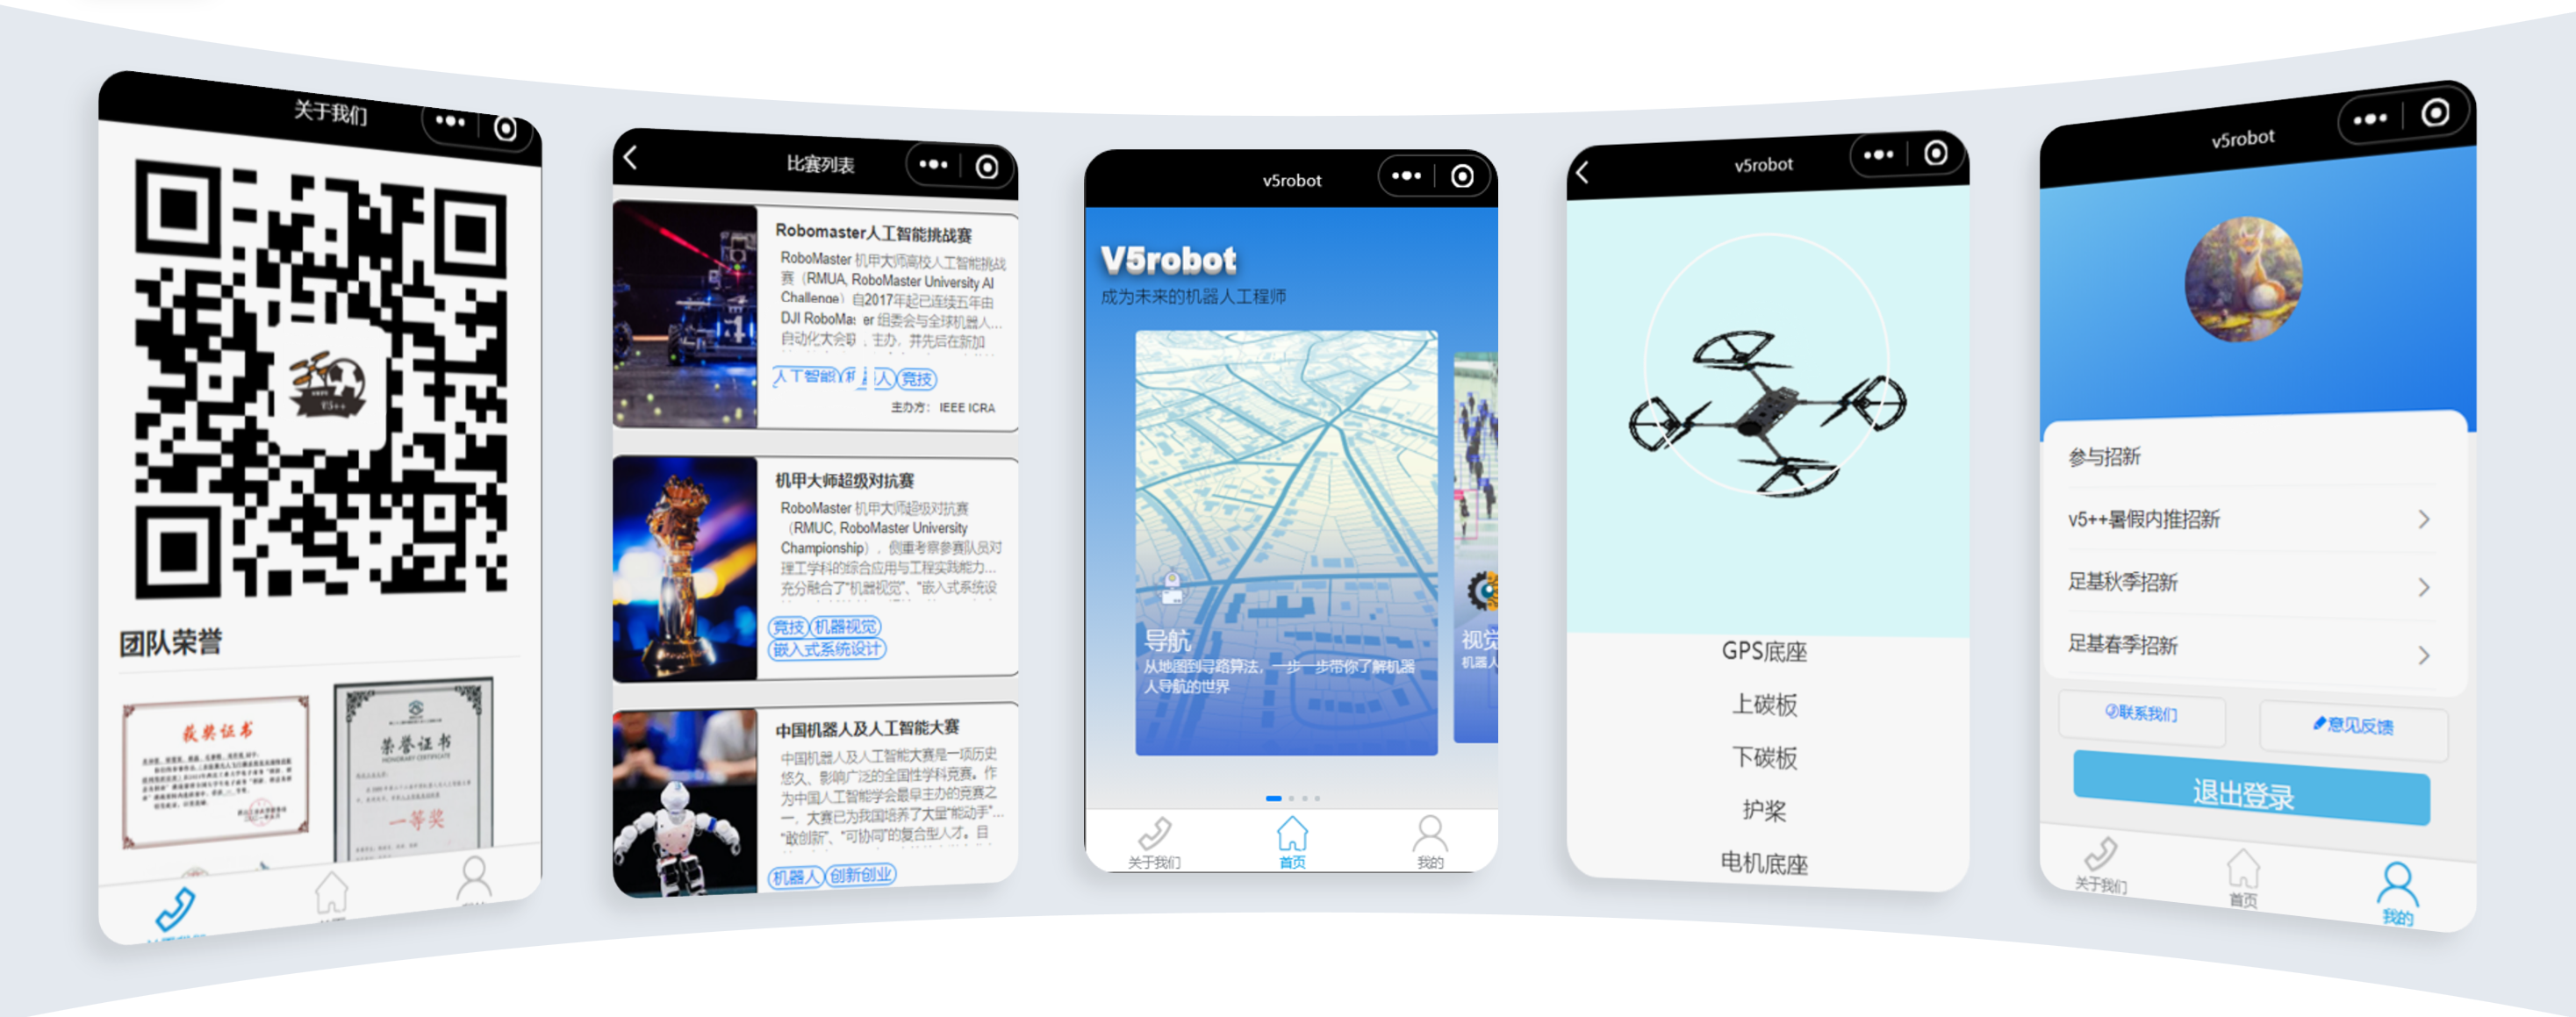 关于我们
V5++
团队荣誉
获奖证书
荣誉证书
HONORARY CERTIFICATE
一等奖
比赛列表
Robomaster人工智能挑战赛
RoboMaster 机甲大师高校人工智能挑战
赛（RMUA, RoboMaster University AI
Challenge）自2017年起已连续五年由
DJI RoboMas er 组委会与全球机器人...
自动化大会联 主办，并先后在新加
人工智能
人
竞技
主办方： IEEE ICRA
机甲大师超级对抗赛
RoboMaster 机甲大师超级对抗赛
（RMUC, RoboMaster University
Championship），侧重考察参赛队员对
理工学科的综合应用与工程实践能力...
充分融合了“机器视觉”、“嵌入式系统设
竞技 机器视觉
嵌入式系统设计
中国机器人及人工智能大赛
中国机器人及人工智能大赛是一项历史
悠久、影响广泛的全国性学科竞赛。作
为中国人工智能学会最早主办的竞赛之
一，大赛已为我国培养了大量“能动手”...
“敢创新”、“可协同”的复合型人才。目
机器人 创新创业
v5robot
V5robot
成为未来的机器人工程师
导航
从地图到寻路算法，一步一步带你了解机器
人导航的世界
视觉
机器人
关于我们
首页
我的
v5robot
GPS底座
上碳板
下碳板
护桨
电机底座
v5robot
参与招新
v5++暑假内推招新
足基秋季招新
足基春季招新
联系我们
意见反馈
退出登录
关于我们
首页
我的